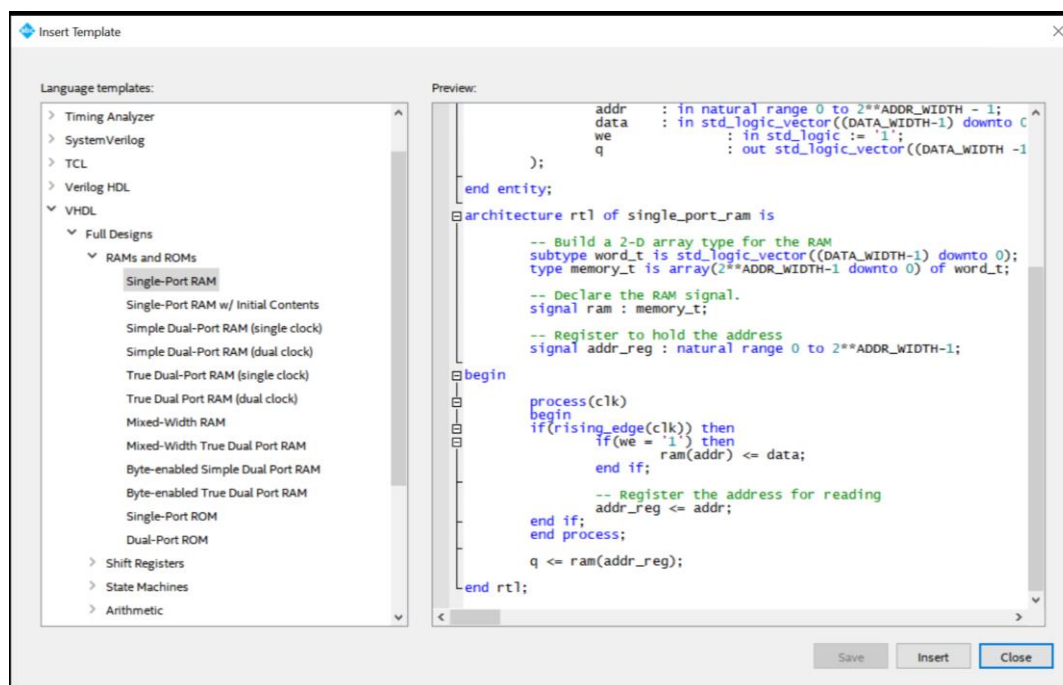 Insert Template
Language templates:
Timing Analyzer
SystemVerilog
TCL
Verilog HDL
VHDL
Full Designs
RAMs and ROMs
Single-Port RAM
Single-Port RAM w/ Initial Contents
Simple Dual-Port RAM (single clock)
Simple Dual-Port RAM (dual clock)
True Dual-Port RAM (single clock)
True Dual Port RAM (dual clock)
Mixed-Width RAM
Mixed-Width True Dual Port RAM
Byte-enabled Simple Dual Port RAM
Byte-enabled True Dual Port RAM
Single-Port ROM
Dual-Port ROM
Shift Registers
State Machines
Arithmetic
Preview:
addr : in natural range 0 to 2**ADDR_WIDTH - 1;
data : in std_logic_vector((DATA_WIDTH-1) downto 0
we : in std_logic := '1';
q : out std_logic_vector((DATA_WIDTH -1
);
end entity;
architecture rtl of single_port_ram is
-- Build a 2-D array type for the RAM
subtype word_t is std_logic_vector((DATA_WIDTH-1) downto 0);
type memory_t is array(2**ADDR_WIDTH-1 downto 0) of word_t;
-- Declare the RAM signal.
signal ram : memory_t;
-- Register to hold the address
signal addr_reg : natural range 0 to 2**ADDR_WIDTH-1;
begin
process(clk)
begin
if(rising_edge(clk)) then
if(we = '1') then
ram(addr) <= data;
end if;
-- Register the address for reading
addr_reg <= addr;
end if;
end process;
q <= ram(addr_reg);
end rtl;
Save
Insert
Close